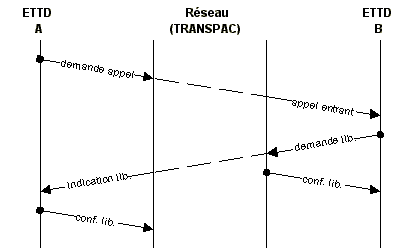 ETTD
A
Réseau
(TRANSPAC)
ETTD
B
demande appel
appel entrant
demande lib.
indication lib.
conf. lib.
conf. lib.